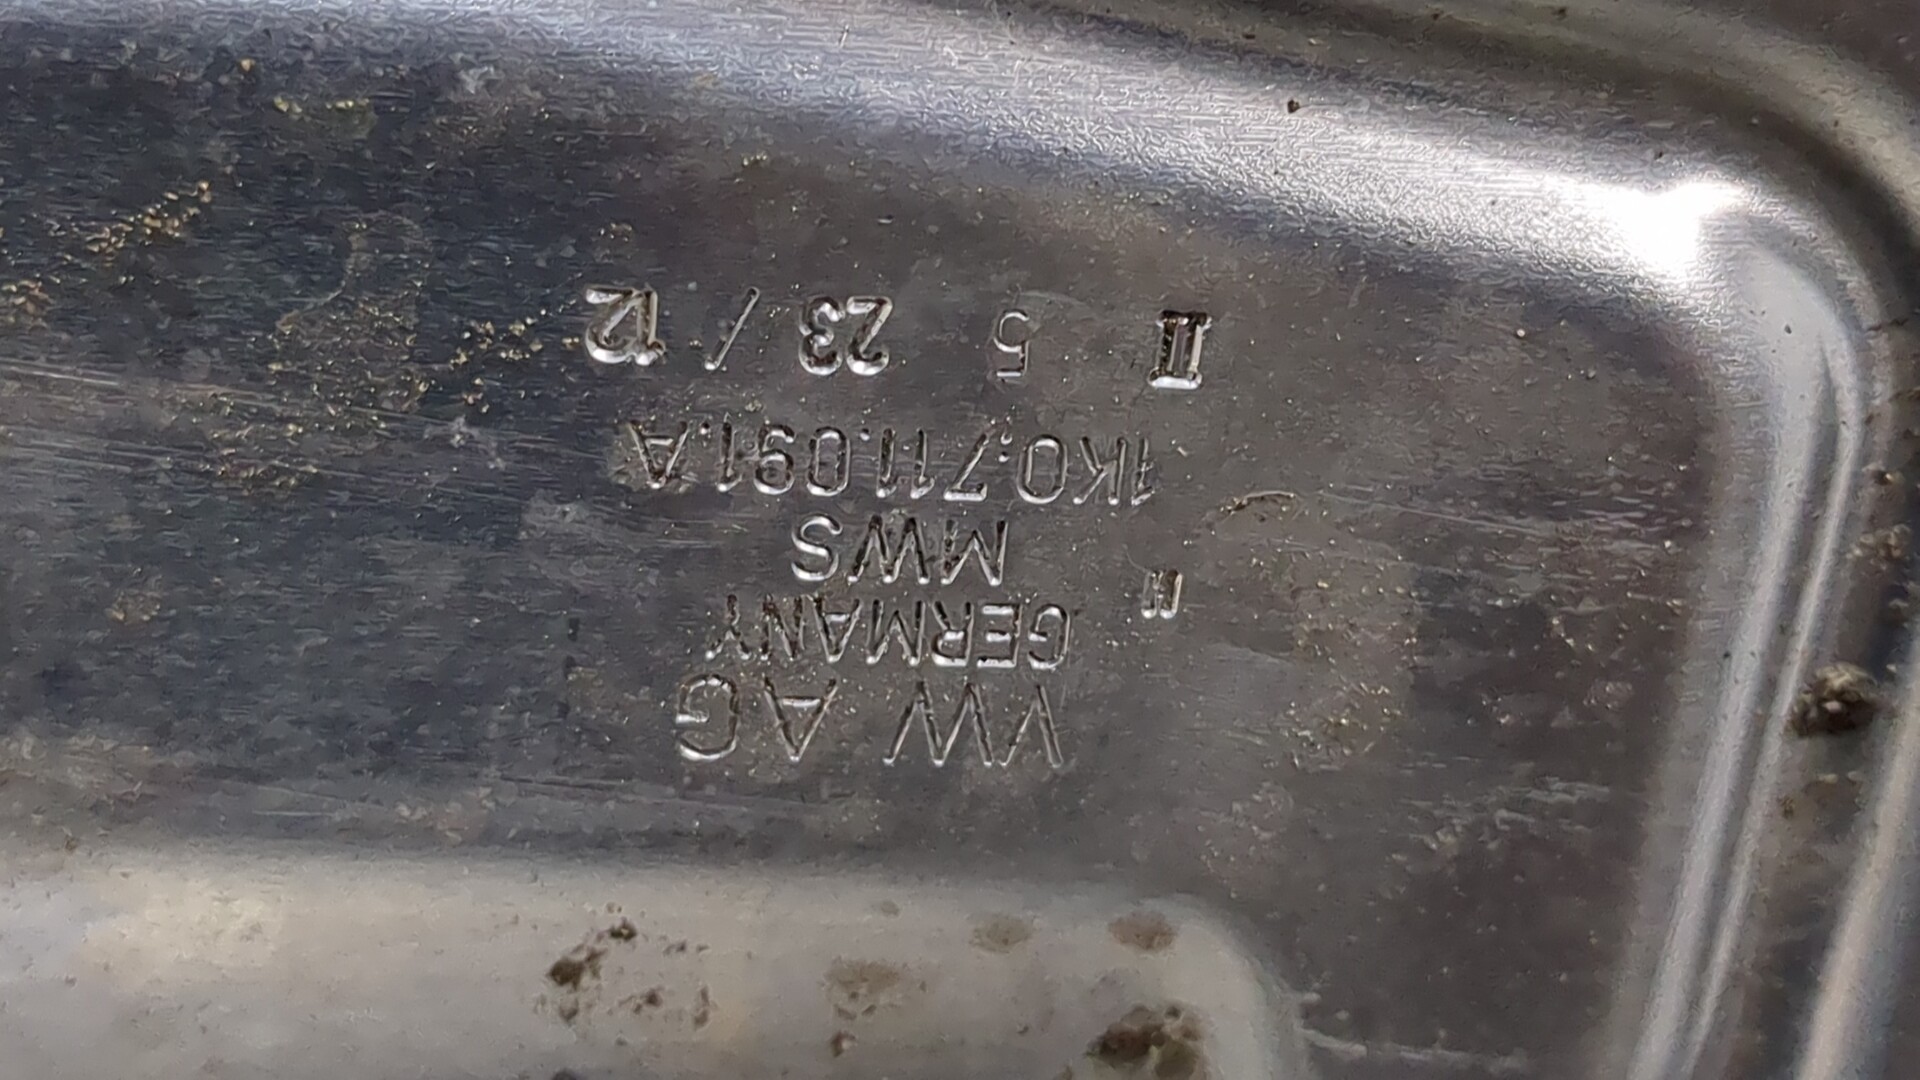 VW AG
GERMANY
MWS
1K0.711.091.A
II 5 23 / 12